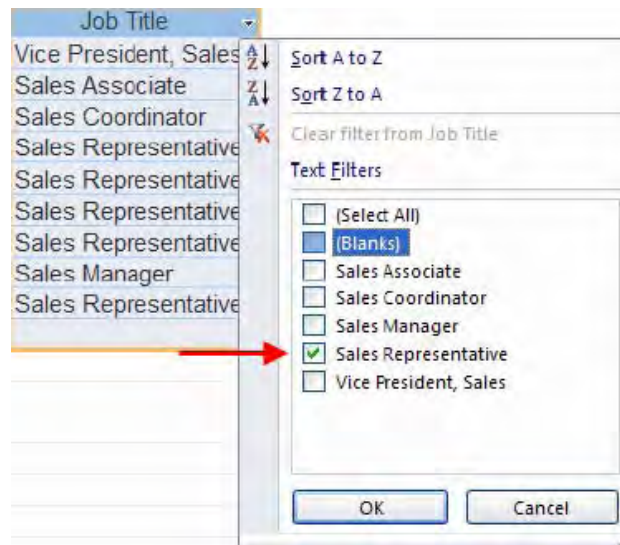 Job Title
Vice President, Sales
Sales Associate
Sales Coordinator
Sales Representative
Sales Representative
Sales Representative
Sales Representative
Sales Manager
Sales Representative
Sort A to Z
Sort Z to A
Clear filter from Job Title
Text Filters
(Select All)
(Blanks)
Sales Associate
Sales Coordinator
Sales Manager
Sales Representative
Vice President, Sales
OK Cancel